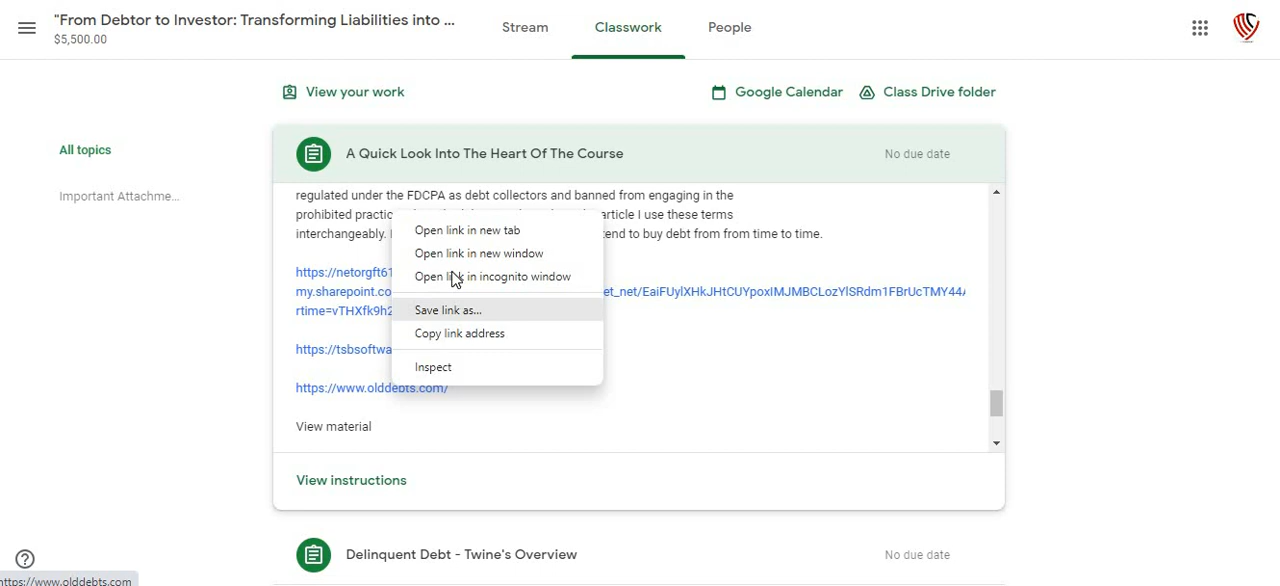 "From Debtor to Investor: Transforming Liabilities into ...
$5,500.00
Stream
Classwork
People
View your work
Google Calendar
Class Drive folder
All topics
Important Attachme...
A Quick Look Into The Heart Of The Course
No due date
regulated under the FDCPA as debt collectors and banned from engaging in the
prohibited practic article I use these terms
interchangeably. tend to buy debt from from time to time.
https://netorgft61
my.sharepoint.co et_net/EaiFUylXHkJHtCUYpoxIMJMBCLozYlSRdm1FBrUcTMY44
rtime=vTHXfk9h2
https://tsbsoftwa
https://www.olddebts.com/
View material
Open link in new tab
Open link in new window
Open link in incognito window
Save link as...
Copy link address
Inspect
View instructions
Delinquent Debt - Twine's Overview
No due date
https://www.olddebts.com